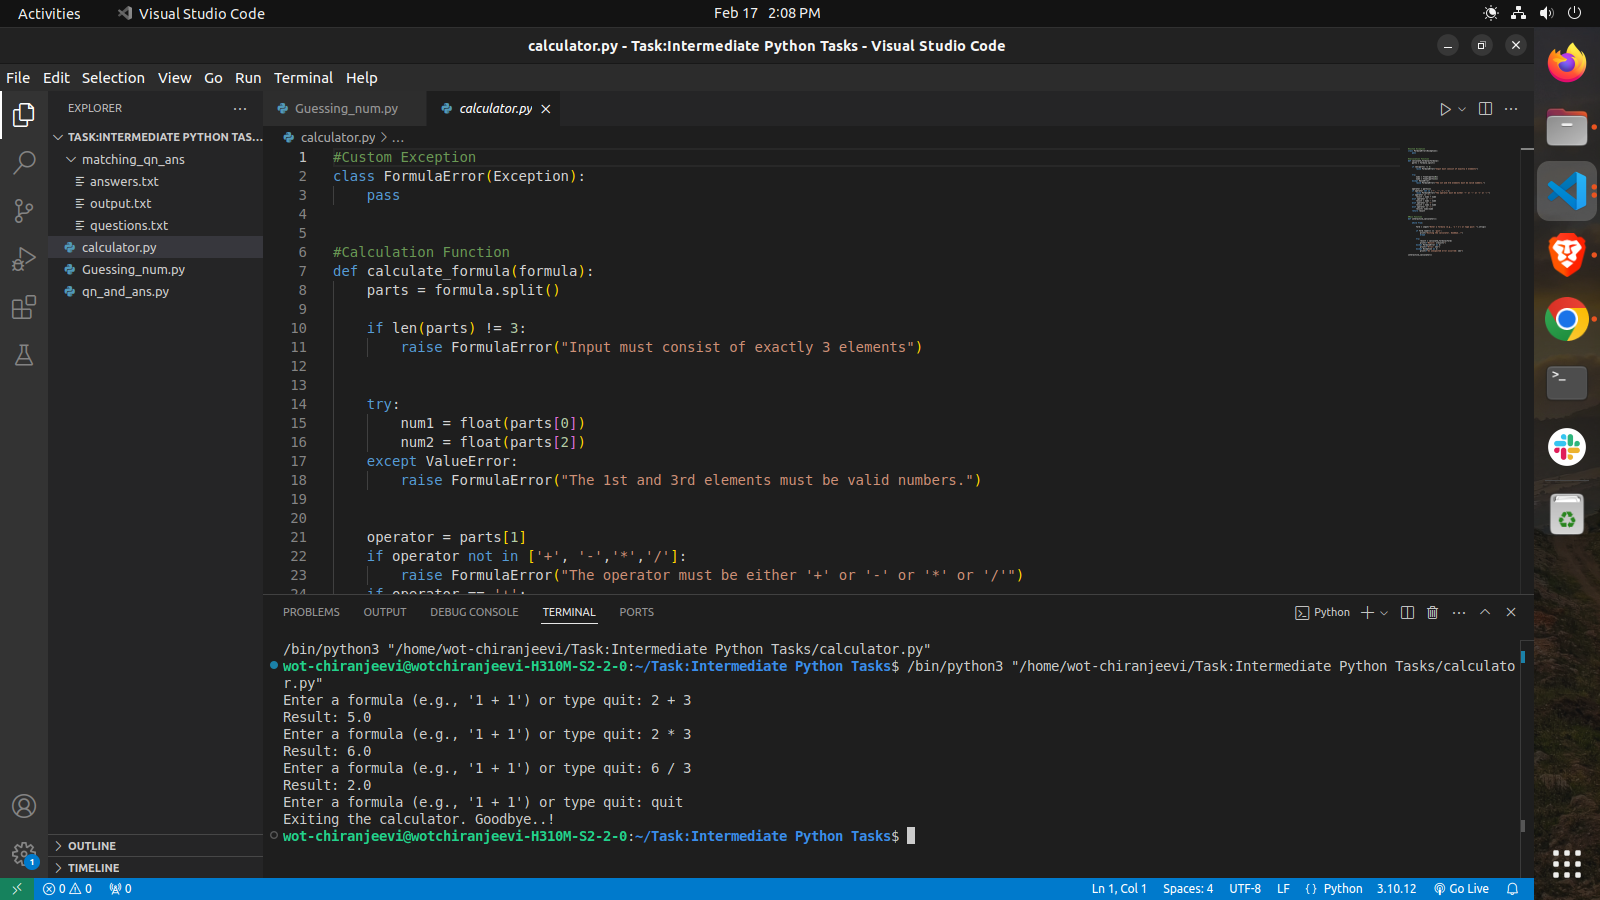 Activities
Visual Studio Code
Feb 17 2:08 PM
calculator.py - Task:Intermediate Python Tasks - Visual Studio Code
File Edit Selection View Go Run Terminal Help
EXPLORER
TASK:INTERMEDIATE PYTHON TAS...
matching_qn_ans
answers.txt
output.txt
questions.txt
calculator.py
Guessing_num.py
qn_and_ans.py
OUTLINE
TIMELINE
Guessing_num.py
calculator.py
calculator.py > ...
1 #Custom Exception
2 class FormulaError(Exception):
3 pass
4
5
6 #Calculation Function
7 def calculate_formula(formula):
8 parts = formula.split()
9
10 if len(parts) != 3:
11 raise FormulaError("Input must consist of exactly 3 elements")
12
13
14 try:
15 num1 = float(parts[0])
16 num2 = float(parts[2])
17 except ValueError:
18 raise FormulaError("The 1st and 3rd elements must be valid numbers.")
19
20
21 operator = parts[1]
22 if operator not in ['+', '-','*','/']:
23 raise FormulaError("The operator must be either '+' or '-' or '*' or '/'")
24 if operator == '+':
PROBLEMS OUTPUT DEBUG CONSOLE TERMINAL PORTS
Python
/bin/python3 "/home/wot-chiranjeevi/Task:Intermediate Python Tasks/calculator.py"
wot-chiranjeevi@wotchiranjeevi-H310M-S2-2-0:~/Task:Intermediate Python Tasks$ /bin/python3 "/home/wot-chiranjeevi/Task:Intermediate Python Tasks/calculato
r.py"
Enter a formula (e.g., '1 + 1') or type quit: 2 + 3
Result: 5.0
Enter a formula (e.g., '1 + 1') or type quit: 2 * 3
Result: 6.0
Enter a formula (e.g., '1 + 1') or type quit: 6 / 3
Result: 2.0
Enter a formula (e.g., '1 + 1') or type quit: quit
Exiting the calculator. Goodbye..!
wot-chiranjeevi@wotchiranjeevi-H310M-S2-2-0:~/Task:Intermediate Python Tasks$
1
0 0 0
Ln 1, Col 1 Spaces: 4 UTF-8 LF {} Python 3.10.12 Go Live